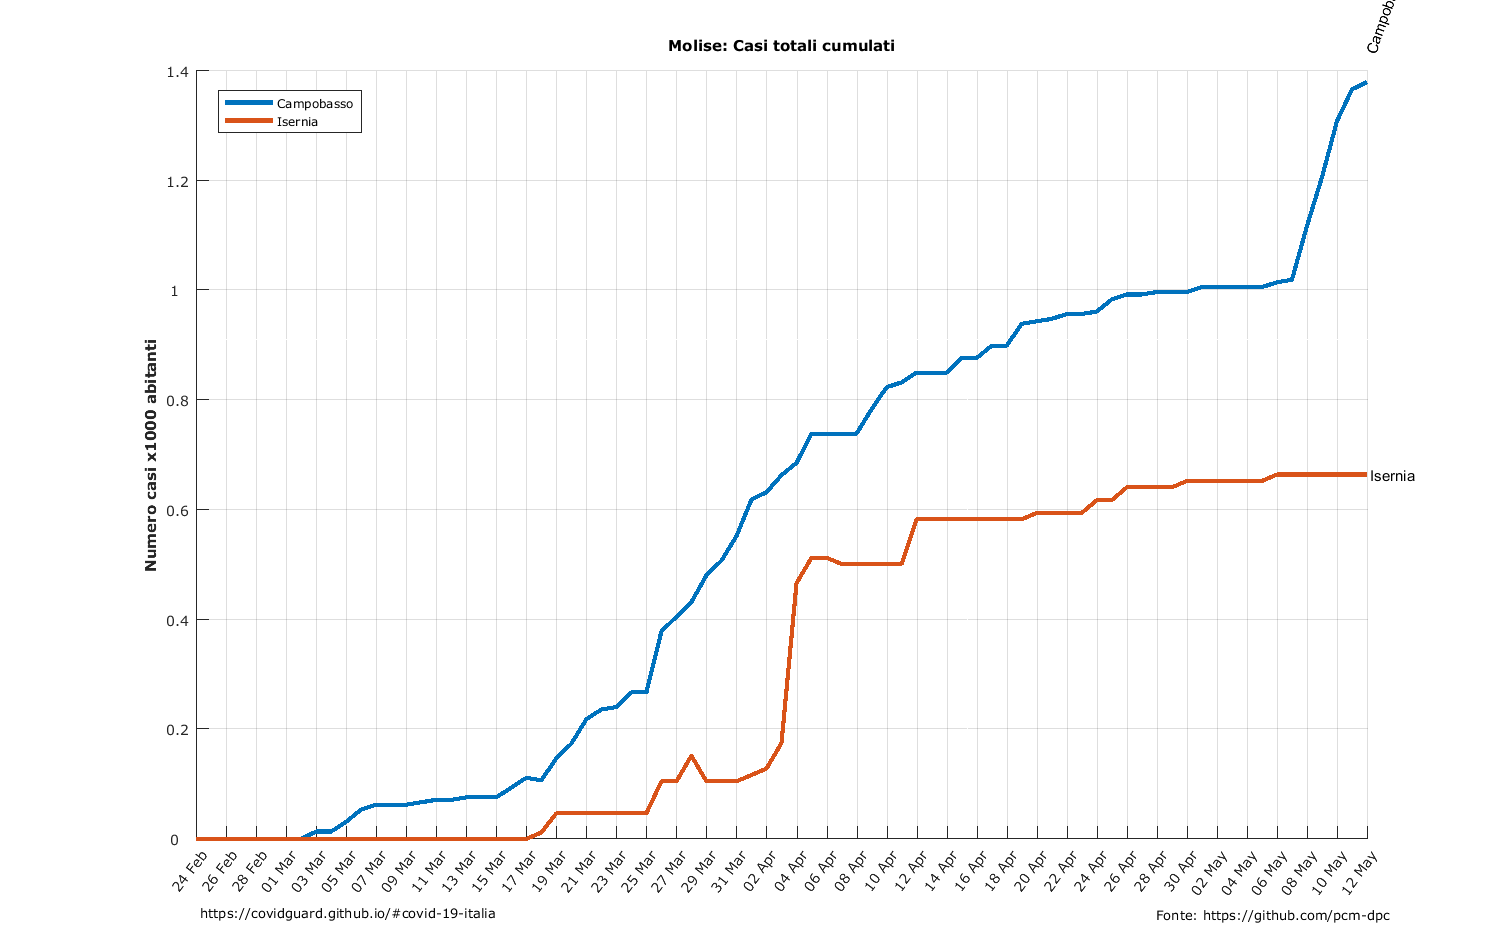 Campob
Molise: Casi totali cumulati
1.4
1.2
1
0.8
0.6
0.4
0.2
0
Numero casi x1000 abitanti
Campobasso
Isernia
Isernia
24 Feb
26 Feb
28 Feb
01 Mar
03 Mar
05 Mar
07 Mar
09 Mar
11 Mar
13 Mar
15 Mar
17 Mar
19 Mar
21 Mar
23 Mar
25 Mar
27 Mar
29 Mar
31 Mar
02 Apr
04 Apr
06 Apr
08 Apr
10 Apr
12 Apr
14 Apr
16 Apr
18 Apr
20 Apr
22 Apr
24 Apr
26 Apr
28 Apr
30 Apr
02 May
04 May
06 May
08 May
10 May
12 May
https://covidguard.github.io/#covid-19-italia
Fonte: https://github.com/pcm-dpc